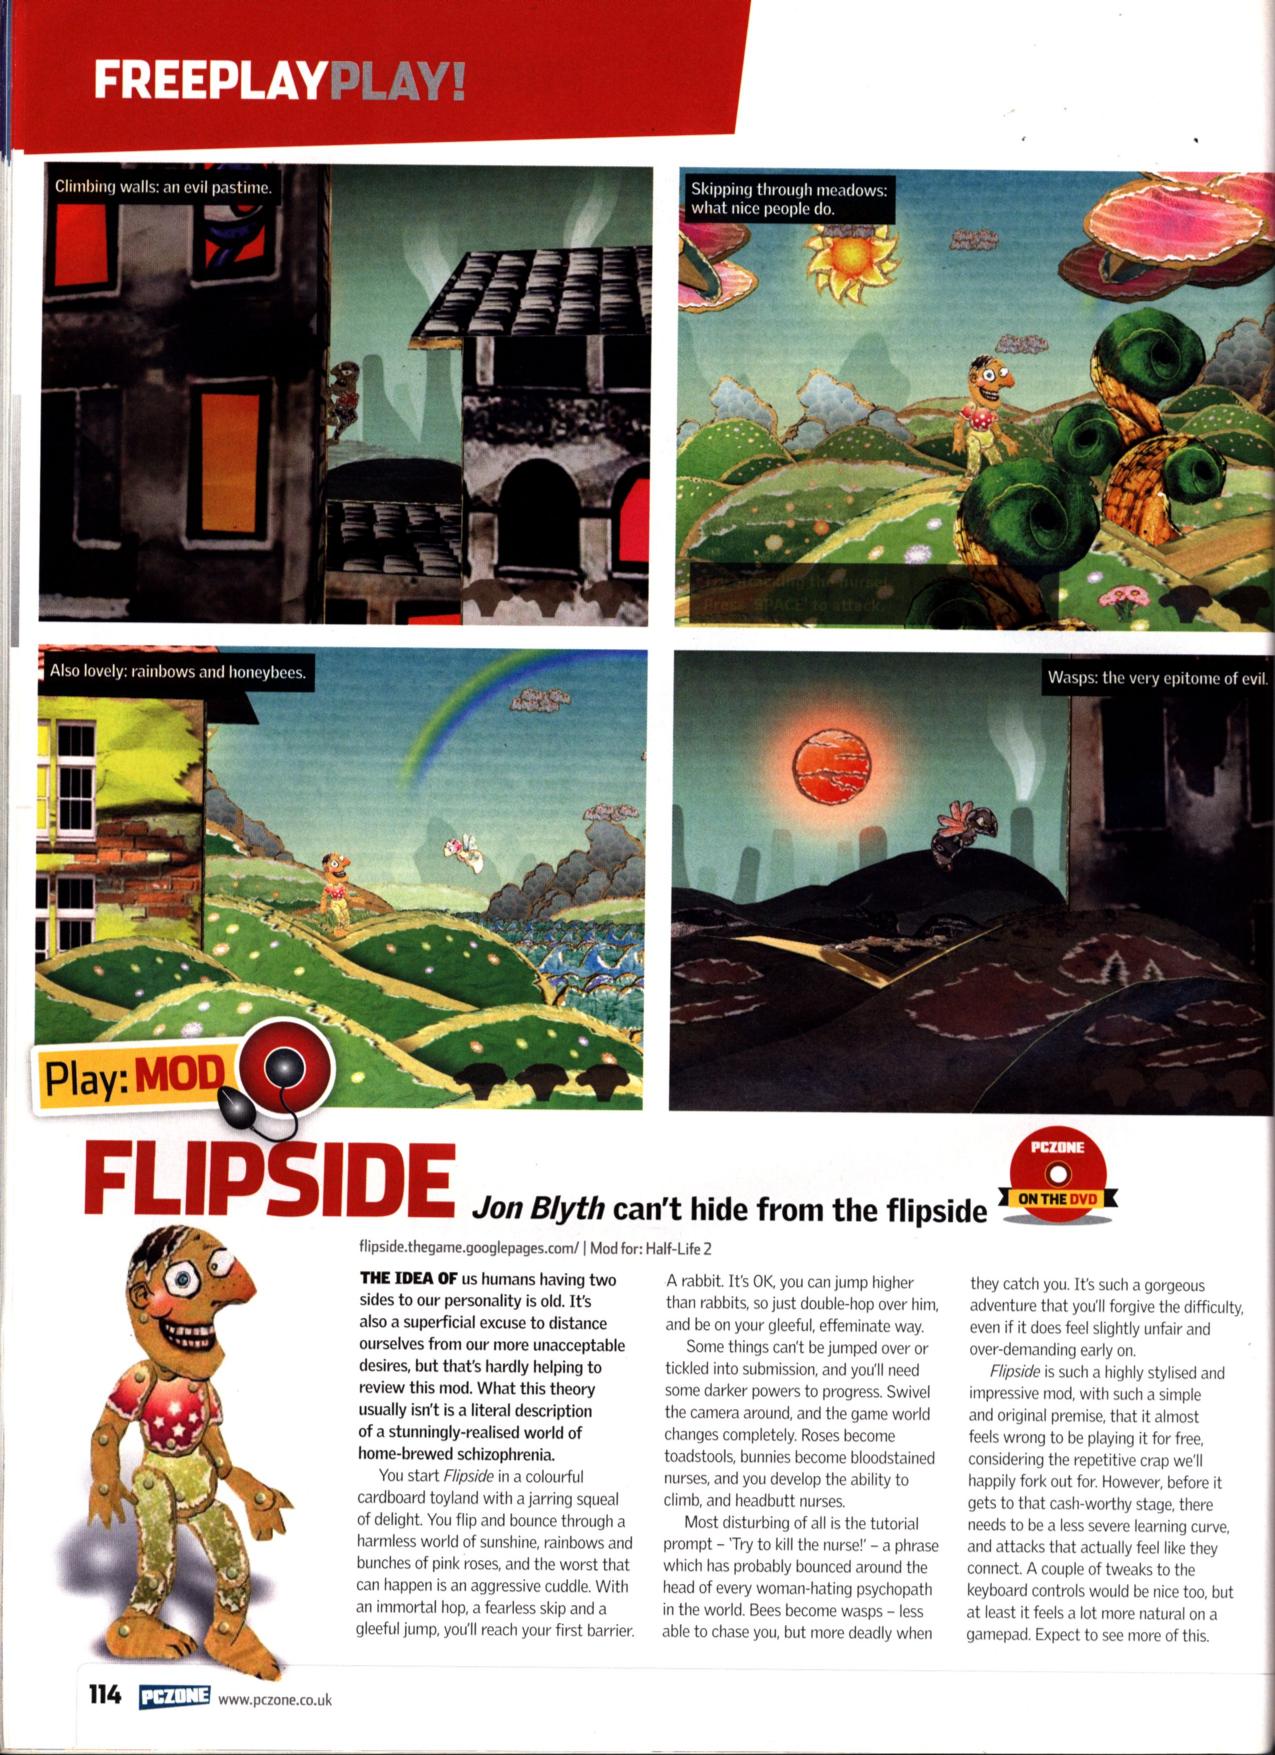 FREEPLAYPLAY!
Climbing walls: an evil pastime.
Skipping through meadows:
what nice people do.
Press 'SPACE' to attack.
Also lovely: rainbows and honeybees.
Wasps: the very epitome of evil.
Play: MOD
FLIPSIDE
Jon Blyth can't hide from the flipside
PCZONE
ON THE DVD
flipside.thegame.googlepages.com/ | Mod for: Half-Life 2
THE IDEA OF us humans having two
sides to our personality is old. It's
also a superficial excuse to distance
ourselves from our more unacceptable
desires, but that's hardly helping to
review this mod. What this theory
usually isn't is a literal description
of a stunningly-realised world of
home-brewed schizophrenia.
You start Flipside in a colourful
cardboard toyland with a jarring squeal
of delight. You flip and bounce through a
harmless world of sunshine, rainbows and
bunches of pink roses, and the worst that
can happen is an aggressive cuddle. With
an immortal hop, a fearless skip and a
gleeful jump, you'll reach your first barrier.
A rabbit. It's OK, you can jump higher
than rabbits, so just double-hop over him,
and be on your gleeful, effeminate way.
Some things can't be jumped over or
tickled into submission, and you'll need
some darker powers to progress. Swivel
the camera around, and the game world
changes completely. Roses become
toadstools, bunnies become bloodstained
nurses, and you develop the ability to
climb, and headbutt nurses.
Most disturbing of all is the tutorial
prompt – 'Try to kill the nurse!' – a phrase
which has probably bounced around the
head of every woman-hating psychopath
in the world. Bees become wasps – less
able to chase you, but more deadly when
they catch you. It's such a gorgeous
adventure that you'll forgive the difficulty,
even if it does feel slightly unfair and
over-demanding early on.
Flipside is such a highly stylised and
impressive mod, with such a simple
and original premise, that it almost
feels wrong to be playing it for free,
considering the repetitive crap we'll
happily fork out for. However, before it
gets to that cash-worthy stage, there
needs to be a less severe learning curve,
and attacks that actually feel like they
connect. A couple of tweaks to the
keyboard controls would be nice too, but
at least it feels a lot more natural on a
gamepad. Expect to see more of this.
114 PCZONE www.pczone.co.uk